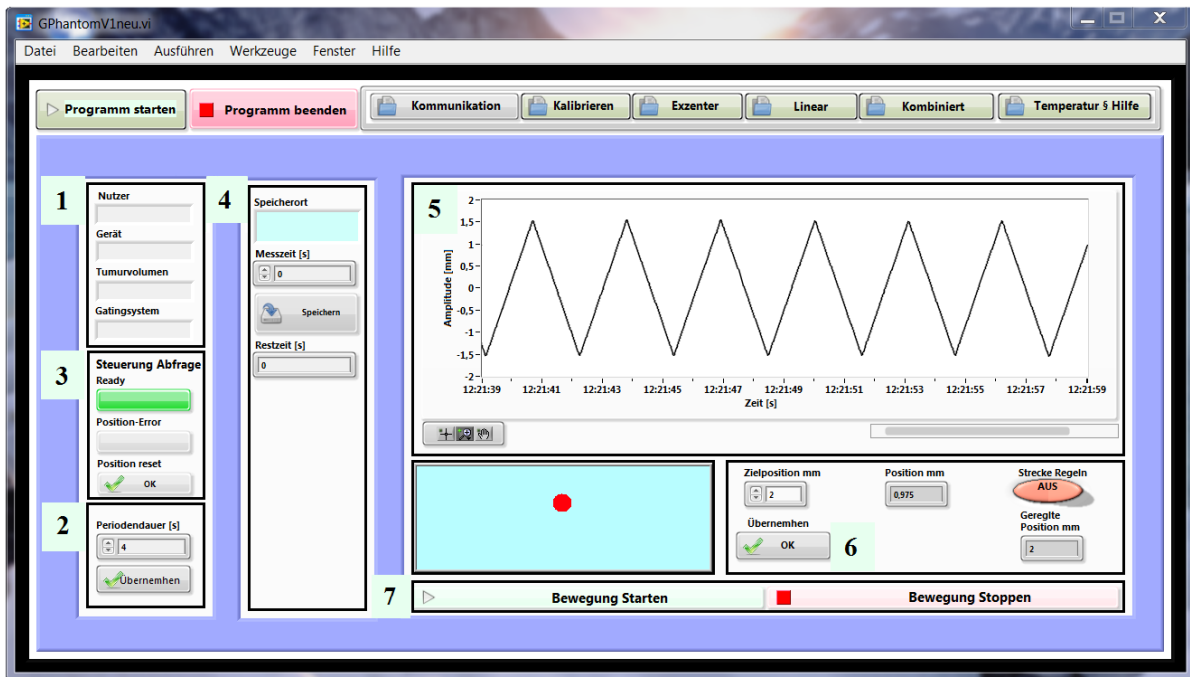 GPhantomV1neu.vi
Datei Bearbeiten Ausführen Werkzeuge Fenster Hilfe
Programm starten
Programm beenden
Kommunikation
Kalibrieren
Exzenter
Linear
Kombiniert
Temperatur § Hilfe
1
Nutzer
Gerät
Tumurvolumen
Gatingsystem
3
Steuerung Abfrage
Ready
Position-Error
Position reset
OK
2
Periodendauer [s]
4
Übernemhen
4
Speicherort
Messzeit [s]
0
Speichern
Restzeit [s]
0
5
Amplitude [mm]
2
1,5
1
0,5
0
-0,5
-1
-1,5
-2
12:21:39 12:21:41 12:21:43 12:21:45 12:21:47 12:21:49 12:21:51 12:21:53 12:21:55 12:21:57 12:21:59
Zeit [s]
Zielposition mm
2
Übernemhen
OK
6
Position mm
0,975
Strecke Regeln
AUS
Gereglte
Position mm
2
7
Bewegung Starten
Bewegung Stoppen